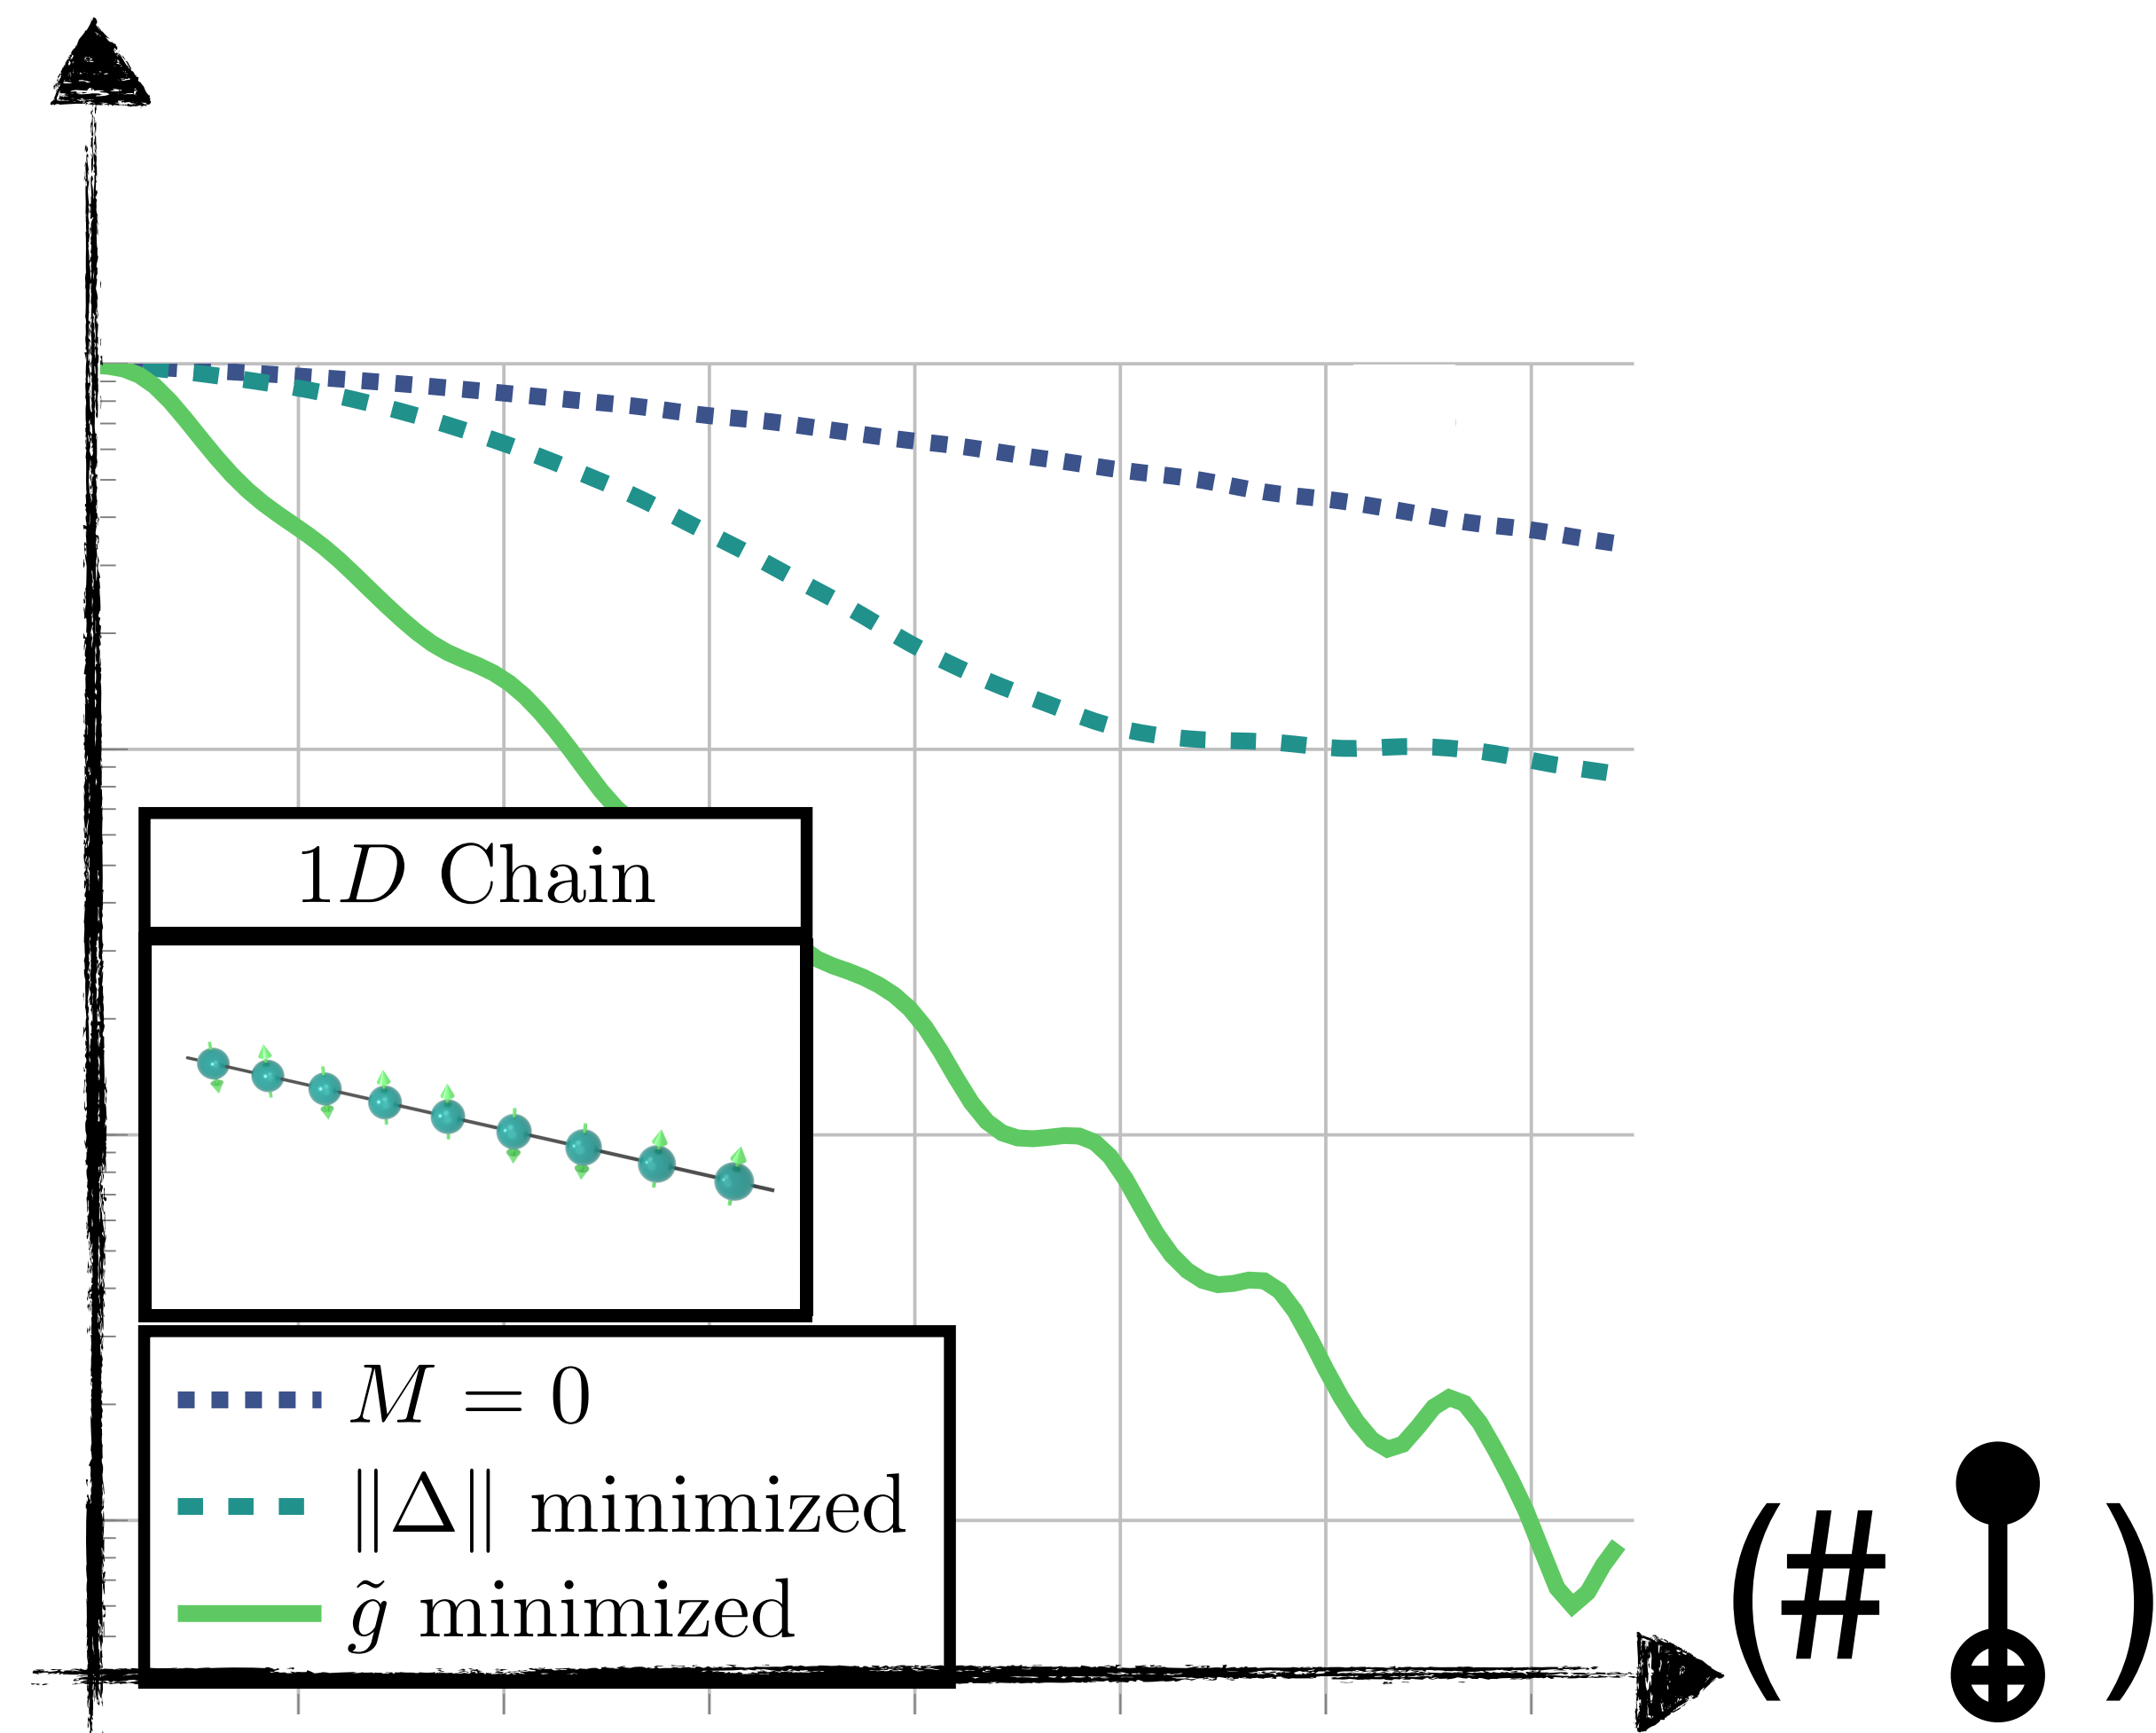 1D Chain
M = 0
‖Δ‖ minimized
g̃ minimized
(# )